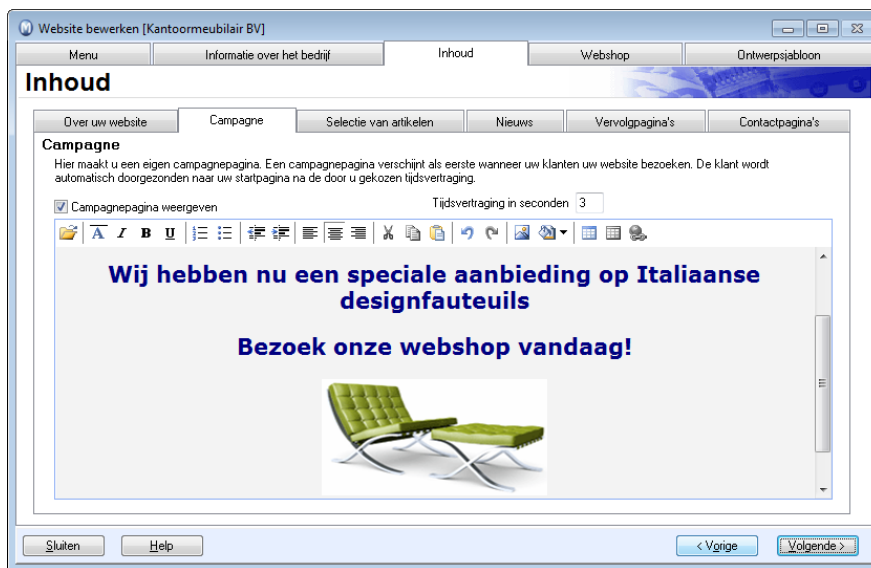 Website bewerken [Kantoormeubilair BV]
Menu Informatie over het bedrijf Inhoud Webshop Ontwerpsjabloon
Inhoud
Over uw website Campagne Selectie van artikelen Nieuws Vervolgpagina's Contactpagina's
Campagne
Hier maakt u een eigen campagnepagina. Een campagnepagina verschijnt als eerste wanneer uw klanten uw website bezoeken. De klant wordt
automatisch doorgezonden naar uw startpagina na de door u gekozen tijdsvertraging.
Campagnepagina weergeven Tijdsvertraging in seconden 3
A I B U
Wij hebben nu een speciale aanbieding op Italiaanse
designfauteuils
Bezoek onze webshop vandaag!
Sluiten Help < Vorige Volgende >